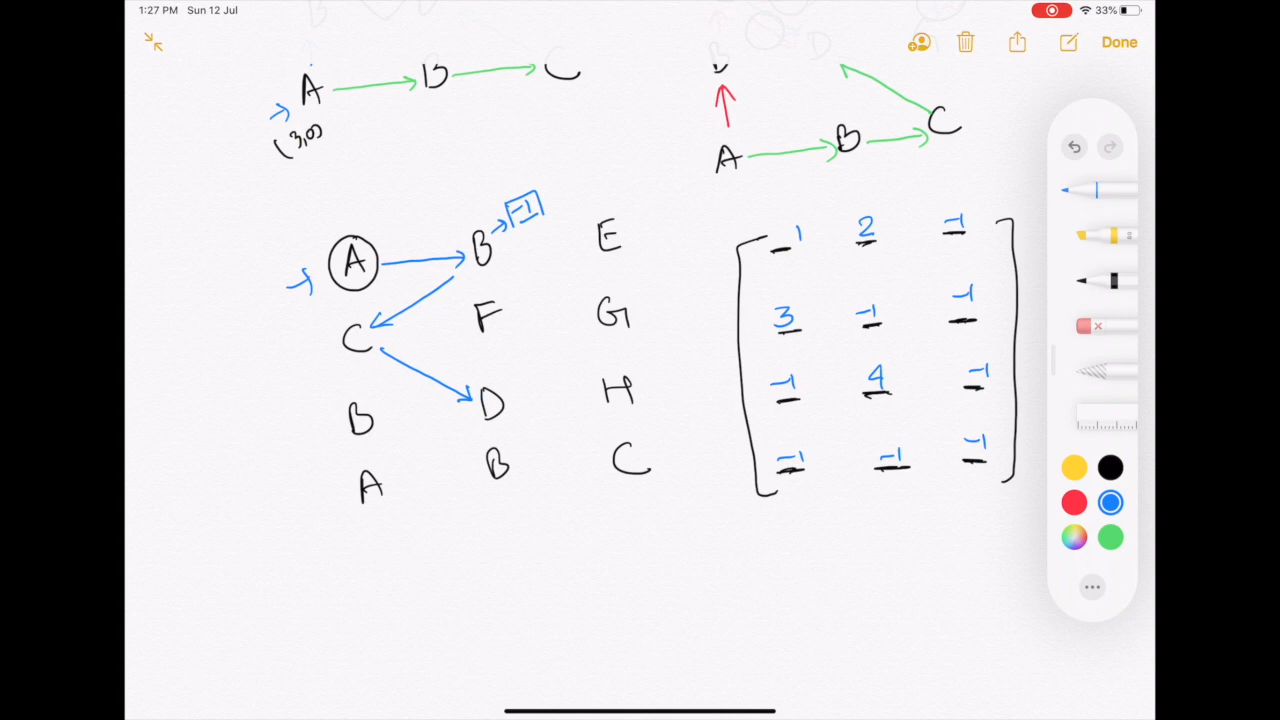 1:27 PM Sun 12 Jul
33%
Done
A B C
(3,0)
C
A B
-1
A B E
C F G
B D H
A B C
1 2 -1
3 -1 -1
-1 4 -1
-1 -1 -1